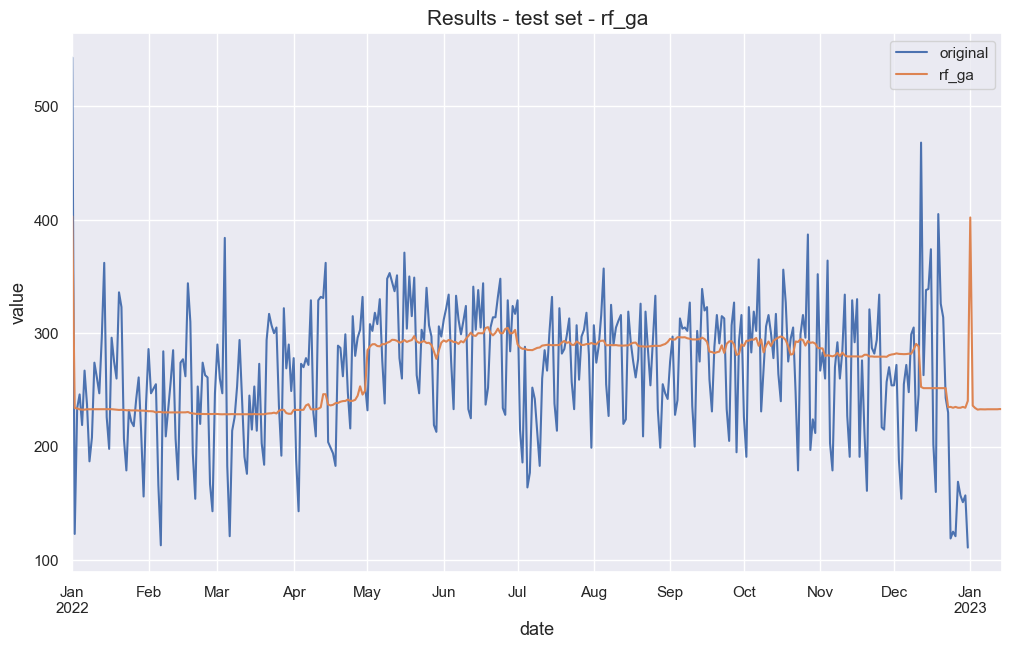 Results - test set - rf_ga
original
rf_ga
value
500
400
300
200
100
Jan Feb Mar Apr May Jun Jul Aug Sep Oct Nov Dec Jan
2022 2023
date